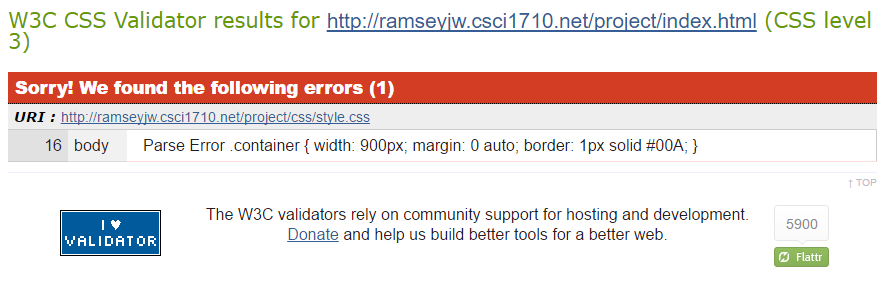 W3C CSS Validator results for http://ramseyjw.csci1710.net/project/index.html (CSS level
3)
Sorry! We found the following errors (1)
URI : http://ramseyjw.csci1710.net/project/css/style.css
16 body Parse Error .container { width: 900px; margin: 0 auto; border: 1px solid #00A; }
↑ TOP
I ♥
VALIDATOR
The W3C validators rely on community support for hosting and development.
Donate and help us build better tools for a better web.
5900
Flattr